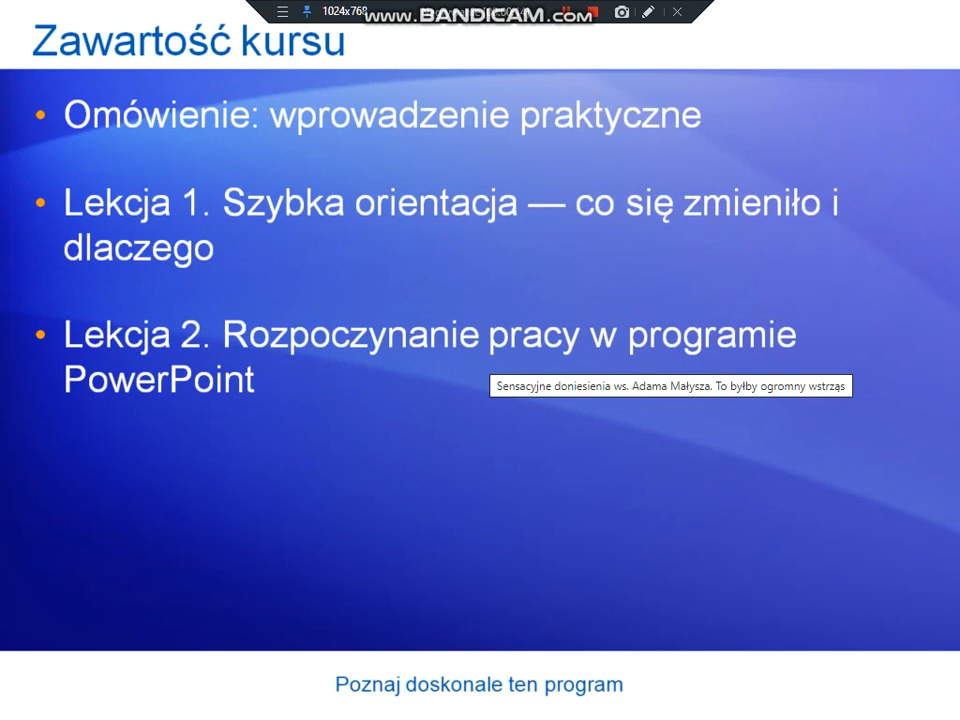 1024x768
www.BANDICAM.com
Zawartość kursu
• Omówienie: wprowadzenie praktyczne
• Lekcja 1. Szybka orientacja — co się zmieniło i
dlaczego
• Lekcja 2. Rozpoczynanie pracy w programie
PowerPoint
Sensacyjne doniesienia ws. Adama Małysza. To byłby ogromny wstrząs
Poznaj doskonale ten program